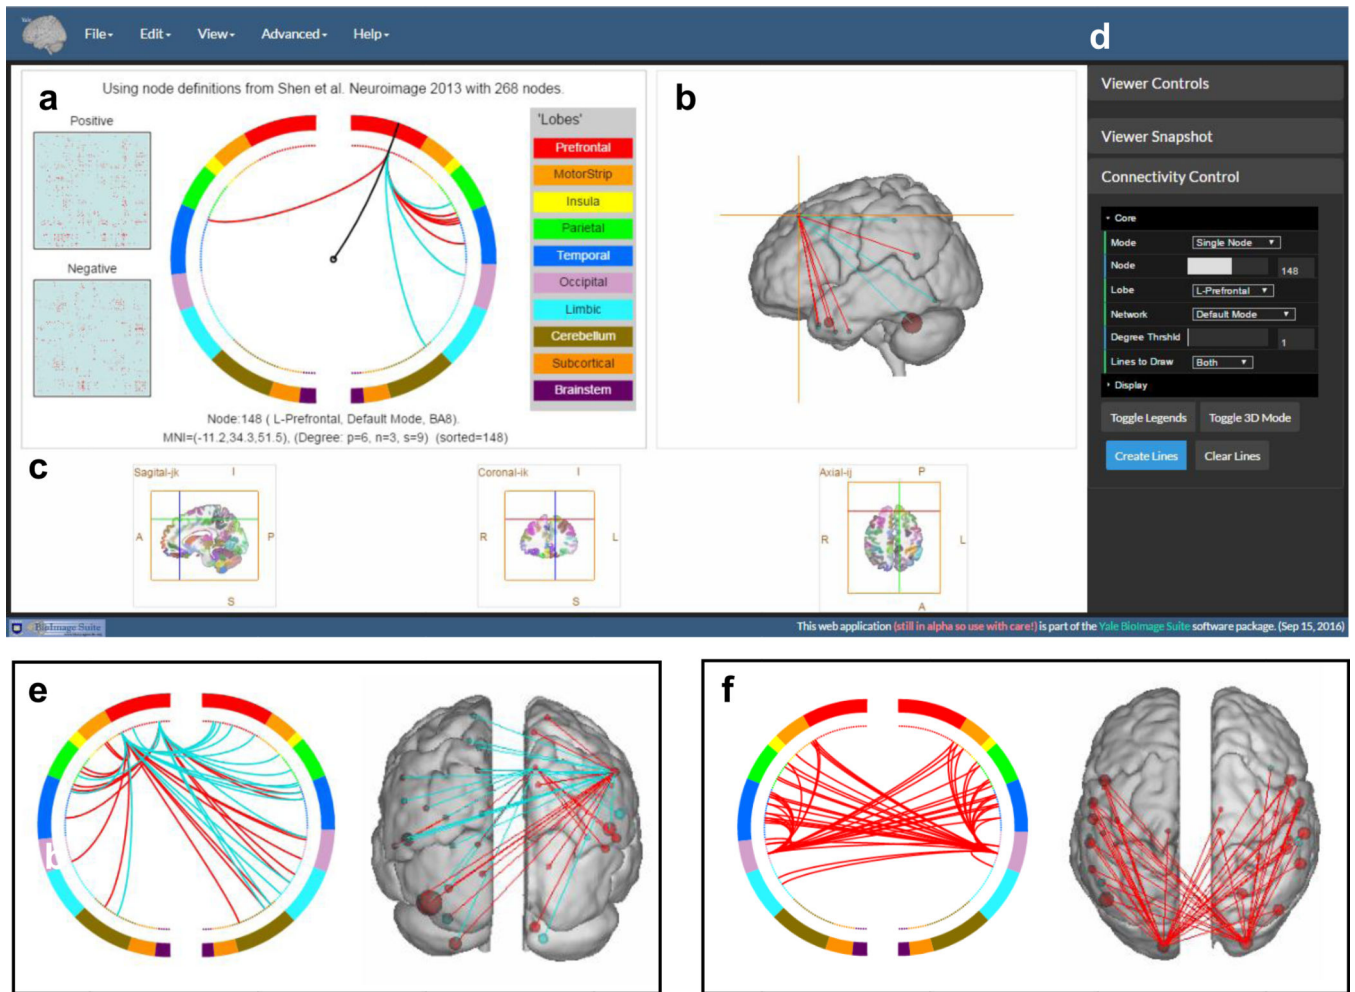 Yale
File
Edit
View
Advanced
Help
d
a
Using node definitions from Shen et al. Neuroimage 2013 with 268 nodes.
Positive
Negative
'Lobes'
Prefrontal
MotorStrip
Insula
Parietal
Temporal
Occipital
Limbic
Cerebellum
Subcortical
Brainstem
Node:148 ( L-Prefrontal, Default Mode, BA8).
MNI=(-11.2,34.3,51.5), (Degree: p=6, n=3, s=9) (sorted=148)
b
Viewer Controls
Viewer Snapshot
Connectivity Control
Core
Mode Single Node
Node 148
Lobe L-Prefrontal
Network Default Mode
Degree Thrshld 1
Lines to Draw Both
Display
Toggle Legends Toggle 3D Mode
Create Lines Clear Lines
c
Sagital-jk I
A P
S
Coronal-ik I
R L
S
Axial-ij P
R L
A
BioImage Suite
This web application (still in alpha so use with care!) is part of the Yale BioImage Suite software package. (Sep 15, 2016)
e
b
f